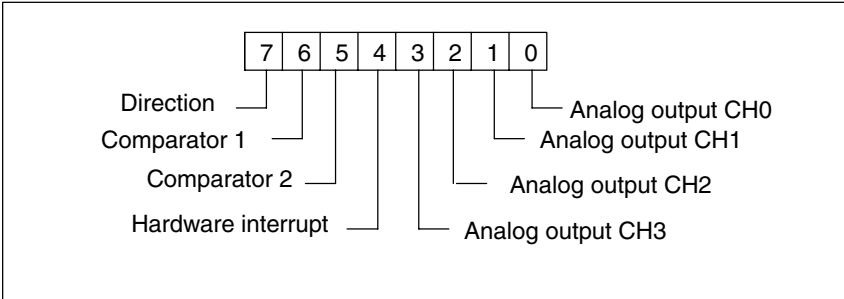 7 6 5 4 3 2 1 0
Direction
Analog output CH0
Comparator 1
Analog output CH1
Comparator 2
Analog output CH2
Hardware interrupt
Analog output CH3